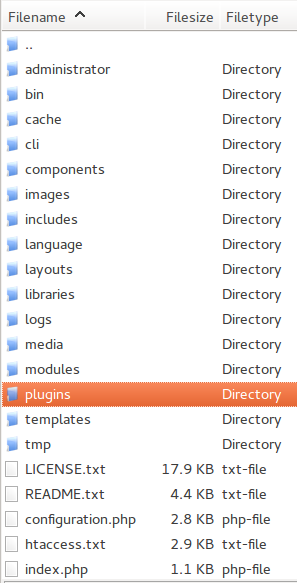 Filename Filesize Filetype
..
administrator Directory
bin Directory
cache Directory
cli Directory
components Directory
images Directory
includes Directory
language Directory
layouts Directory
libraries Directory
logs Directory
media Directory
modules Directory
plugins Directory
templates Directory
tmp Directory
LICENSE.txt 17.9 KB txt-file
README.txt 4.4 KB txt-file
configuration.php 2.8 KB php-file
htaccess.txt 2.9 KB txt-file
index.php 1.1 KB php-file